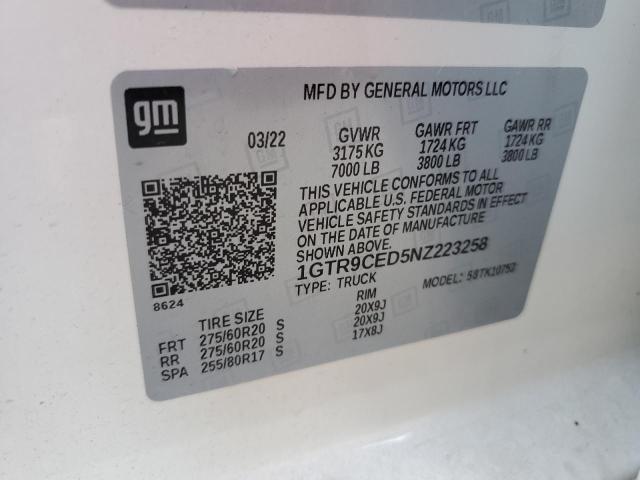 gm
MFD BY GENERAL MOTORS LLC
03/22 GVWR GAWR FRT GAWR RR
3175 KG 1724 KG 1724 KG
7000 LB 3800 LB 3800 LB
THIS VEHICLE CONFORMS TO ALL
APPLICABLE U.S. FEDERAL MOTOR
VEHICLE SAFETY STANDARDS IN EFFECT
ON THE DATE OF MANUFACTURE
SHOWN ABOVE.
1GTR9CED5NZ223258
TYPE: TRUCK MODEL:
8624
TIRE SIZE RIM
FRT 275/60R20 S 20X9J
RR 275/60R20 S 20X9J
SPA 255/80R17 S 17X8J